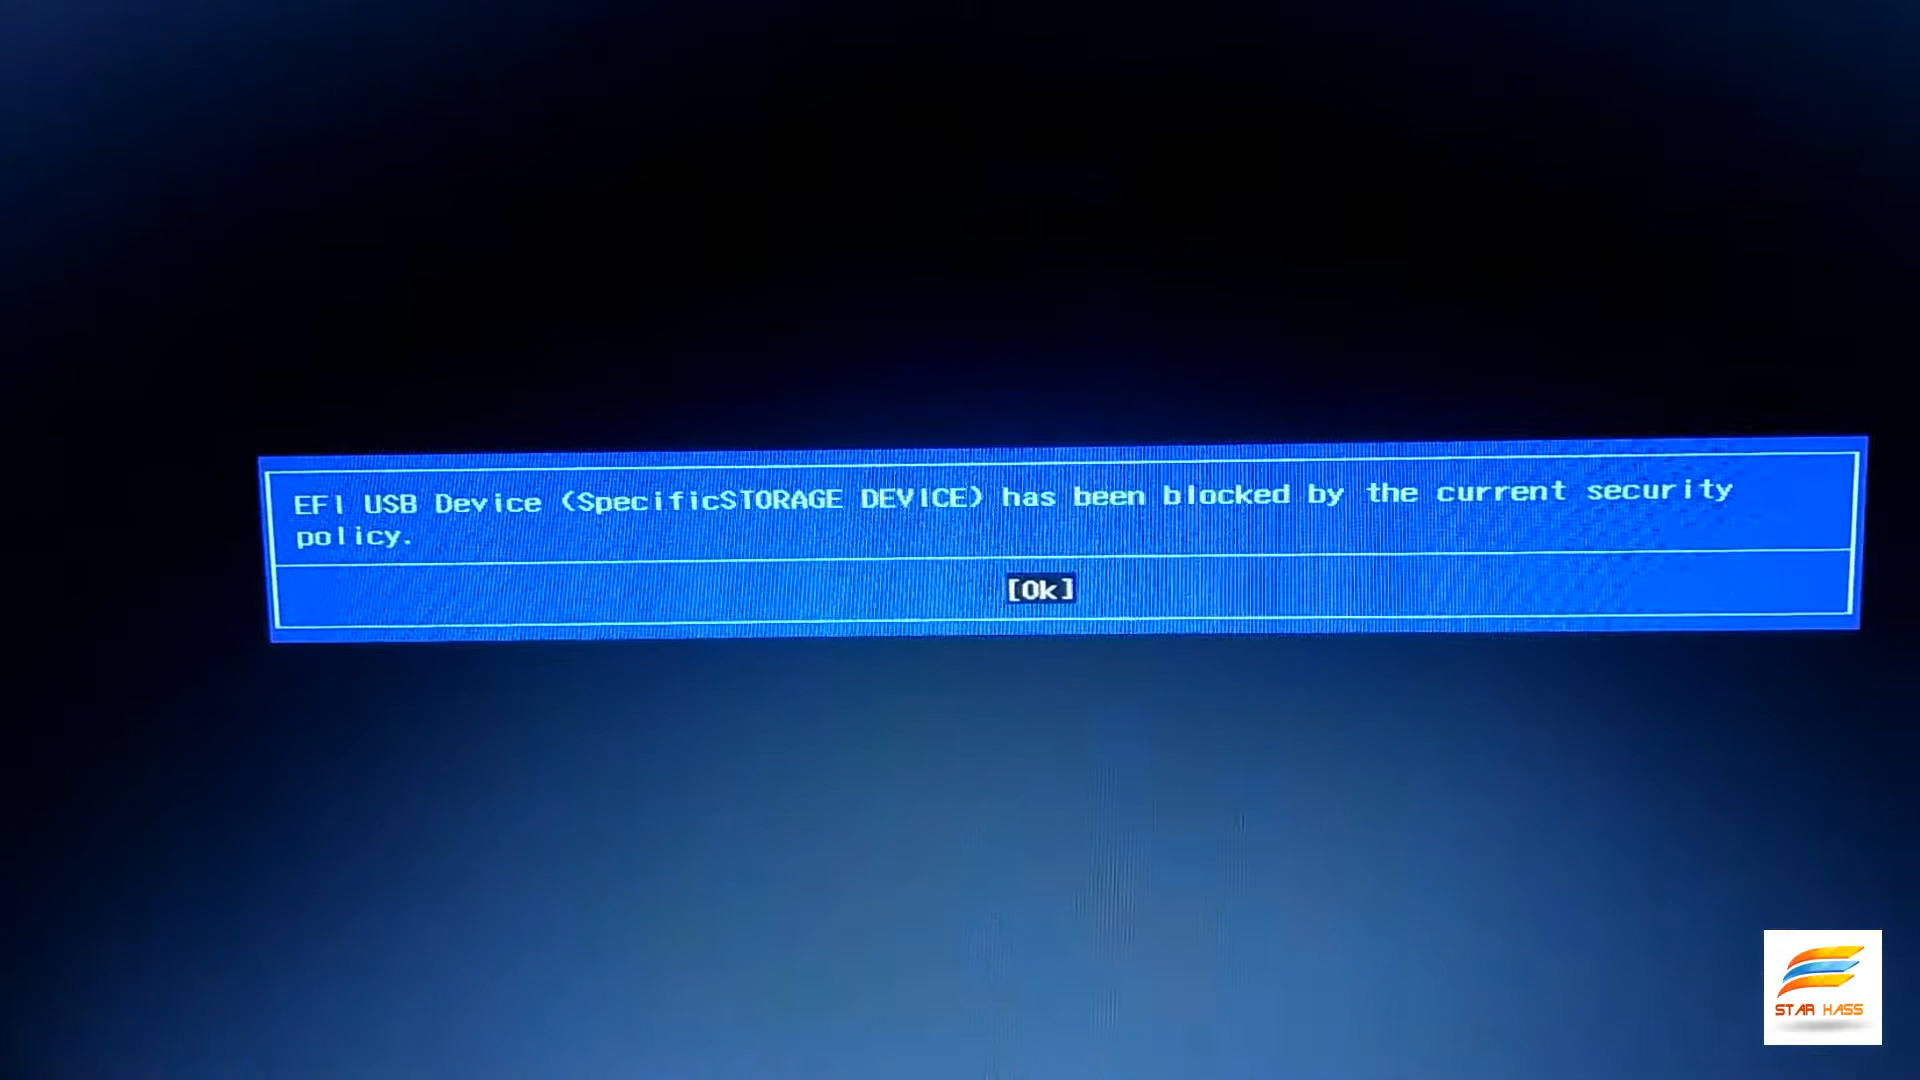 EFI USB Device (SpecificSTORAGE DEVICE) has been blocked by the current security
policy.
[Ok]
STAR HASS